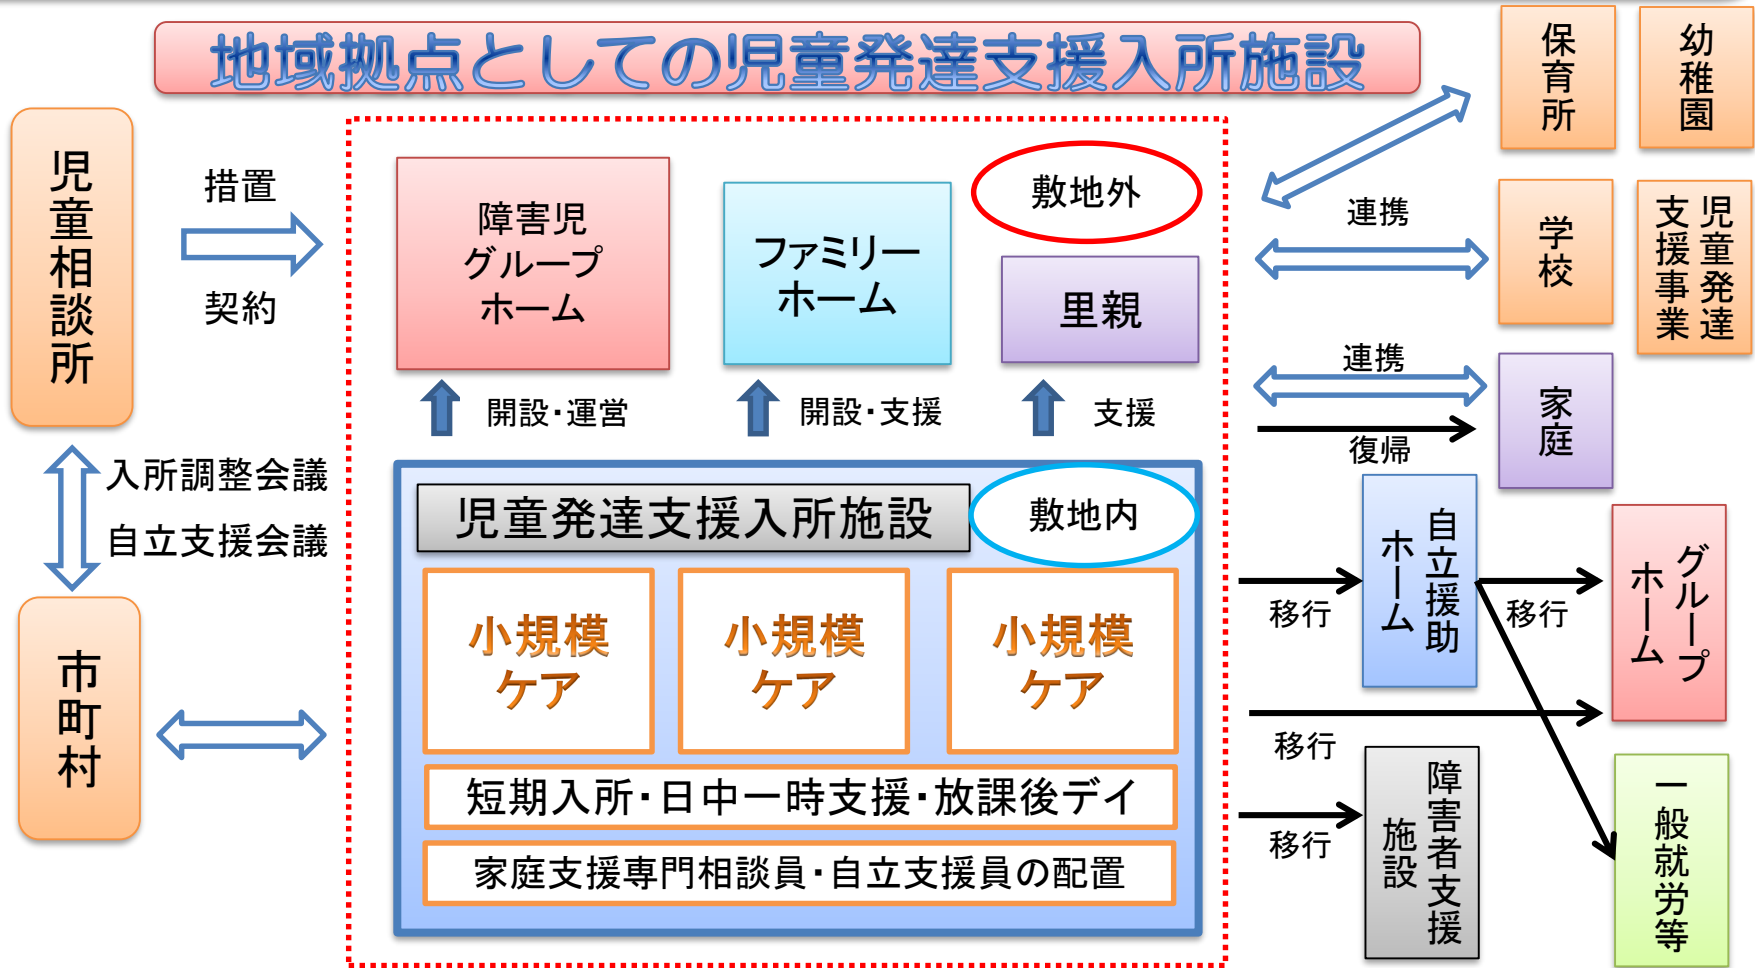 地域拠点としての児童発達支援入所施設
保育所
幼稚園
児童相談所
措置
契約
障害児
グループ
ホーム
ファミリー
ホーム
敷地外
里親
連携
学校
児童発達
支援事業
開設・運営
開設・支援
支援
連携
復帰
家庭
入所調整会議
自立支援会議
児童発達支援入所施設
敷地内
小規模
ケア
小規模
ケア
小規模
ケア
短期入所・日中一時支援・放課後デイ
家庭支援専門相談員・自立支援員の配置
市町村
移行
自立援助
ホーム
移行
グループ
ホーム
移行
移行
障害者支援
施設
一般就労等